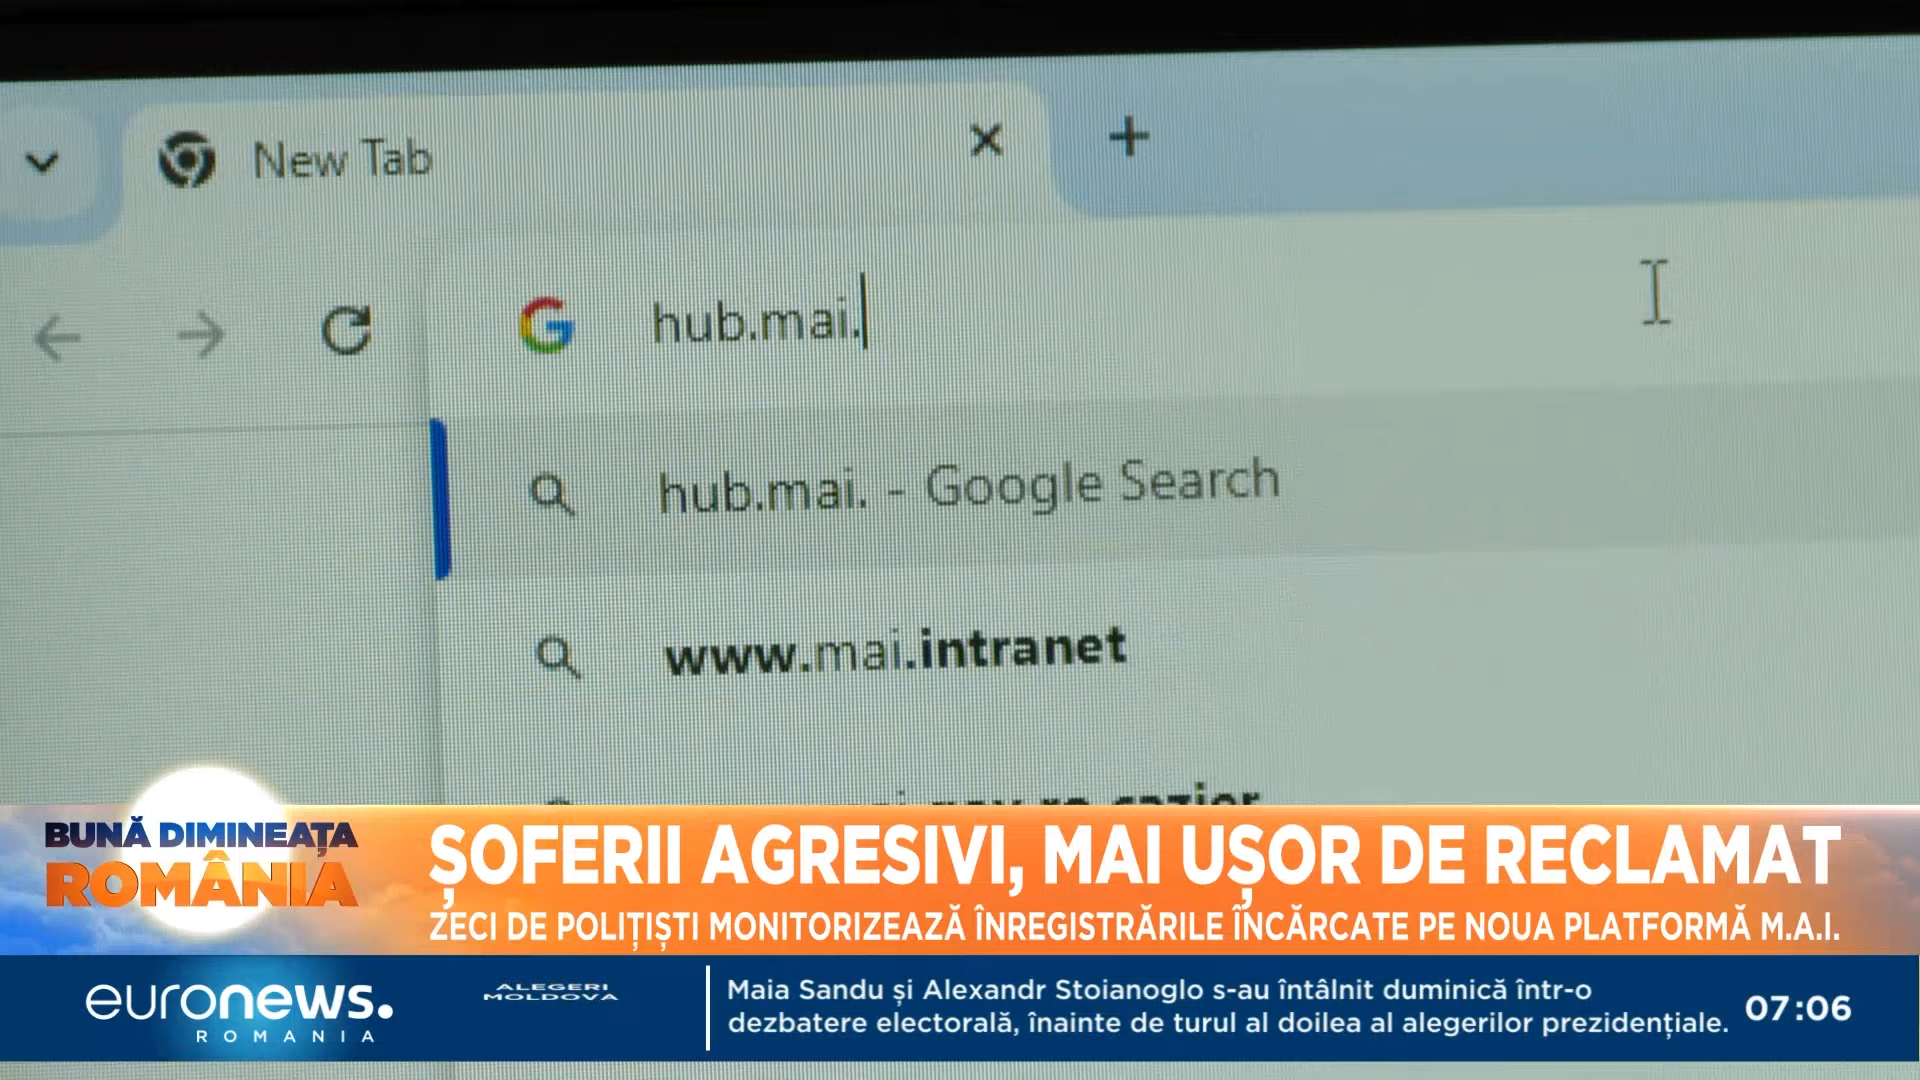 New Tab
hub.mai.
hub.mai. - Google Search
www.mai.intranet
BUNĂ DIMINEAȚA
ROMÂNIA
ȘOFERII AGRESIVI, MAI UȘOR DE RECLAMAT
ZECI DE POLIȚIȘTI MONITORIZEAZĂ ÎNREGISTRĂRILE ÎNCĂRCATE PE NOUA PLATFORMĂ M.A.I.
euronews.
ROMANIA
ALEGERI
MOLDOVA
Maia Sandu și Alexandr Stoianoglo s-au întâlnit duminică într-o
dezbatere electorală, înainte de turul al doilea al alegerilor prezidențiale.
07:06